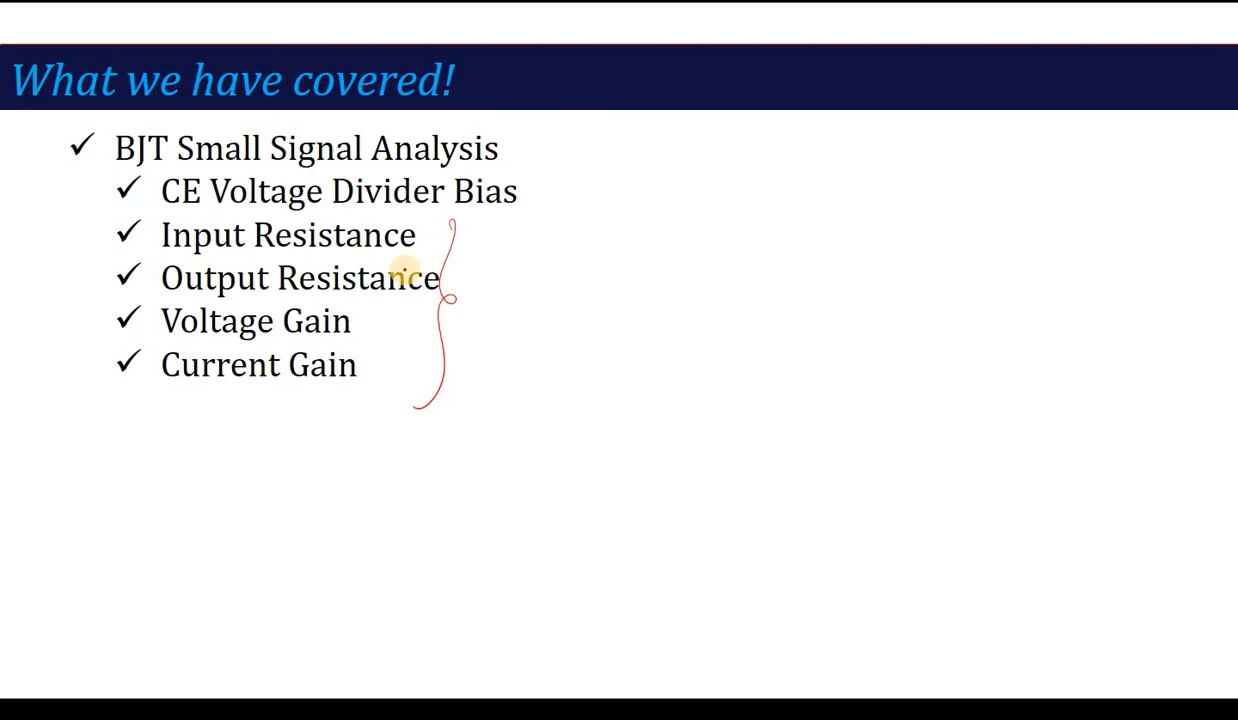 What we have covered!
✓ BJT Small Signal Analysis
✓ CE Voltage Divider Bias
✓ Input Resistance
✓ Output Resistance
✓ Voltage Gain
✓ Current Gain